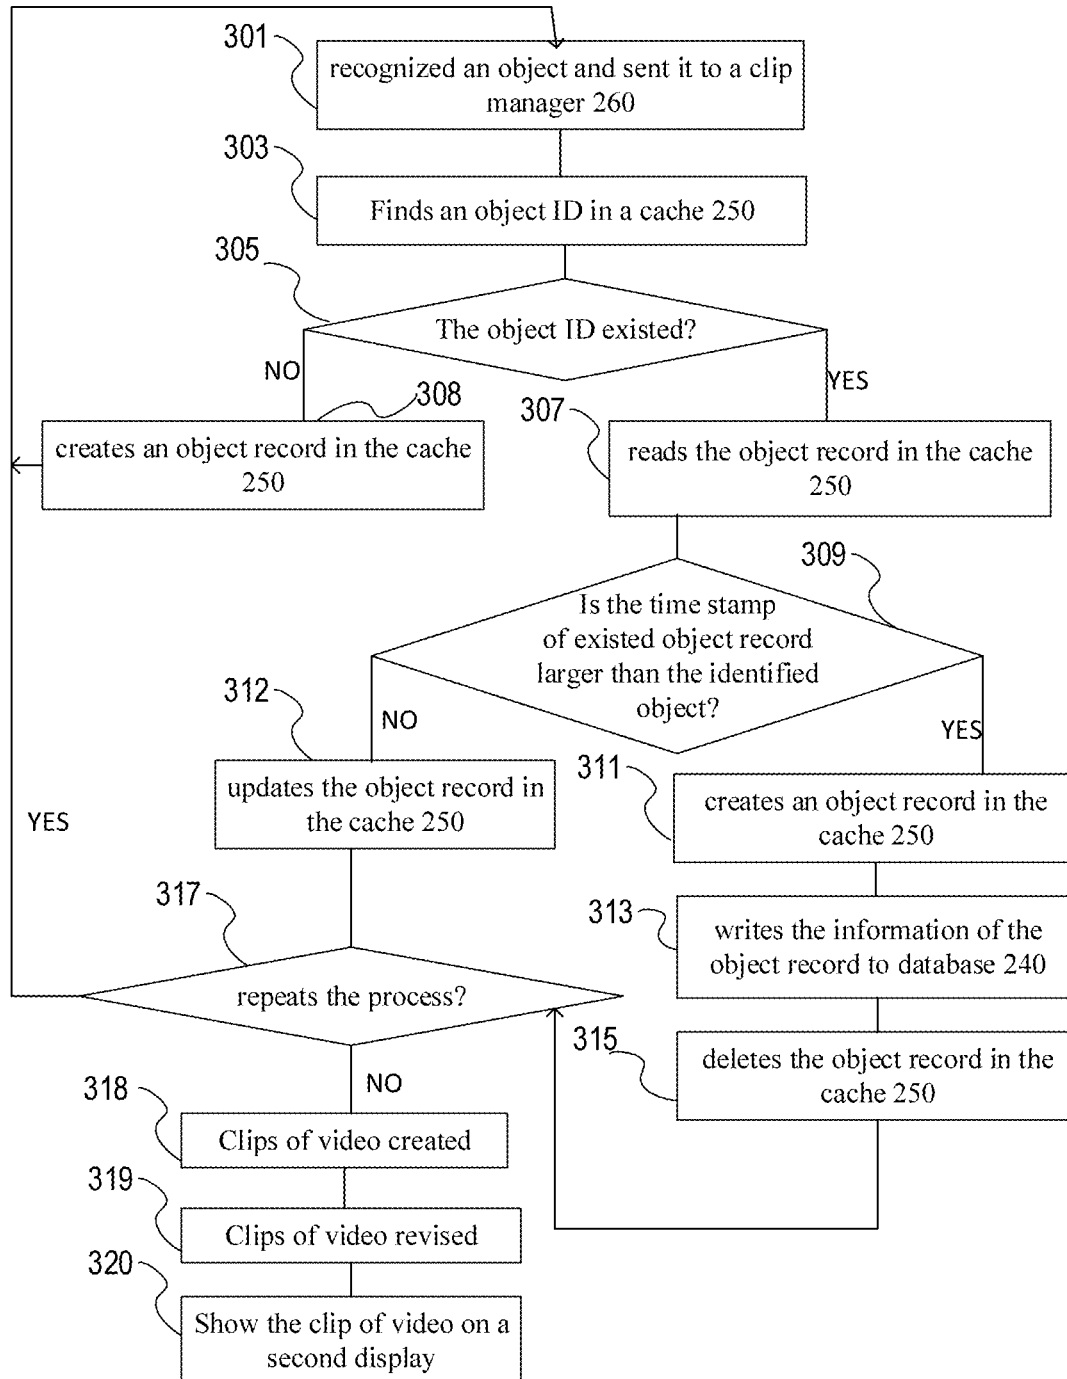 301
recognized an object and sent it to a clip
manager 260
303
Finds an object ID in a cache 250
305
The object ID existed?
NO
YES
308
creates an object record in the cache
250
307
reads the object record in the cache
250
309
Is the time stamp
of existed object record
larger than the identified
object?
NO
YES
312
updates the object record in
the cache 250
311
creates an object record in the
cache 250
YES
313
writes the information of the
object record to database 240
317
repeats the process?
315
deletes the object record in the
cache 250
NO
318
Clips of video created
319
Clips of video revised
320
Show the clip of video on a
second display